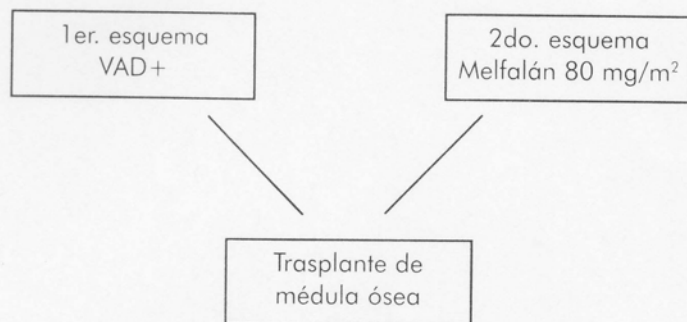 1er. esquema
VAD+
2do. esquema
Melfalán 80 mg/m²
Trasplante de
médula ósea